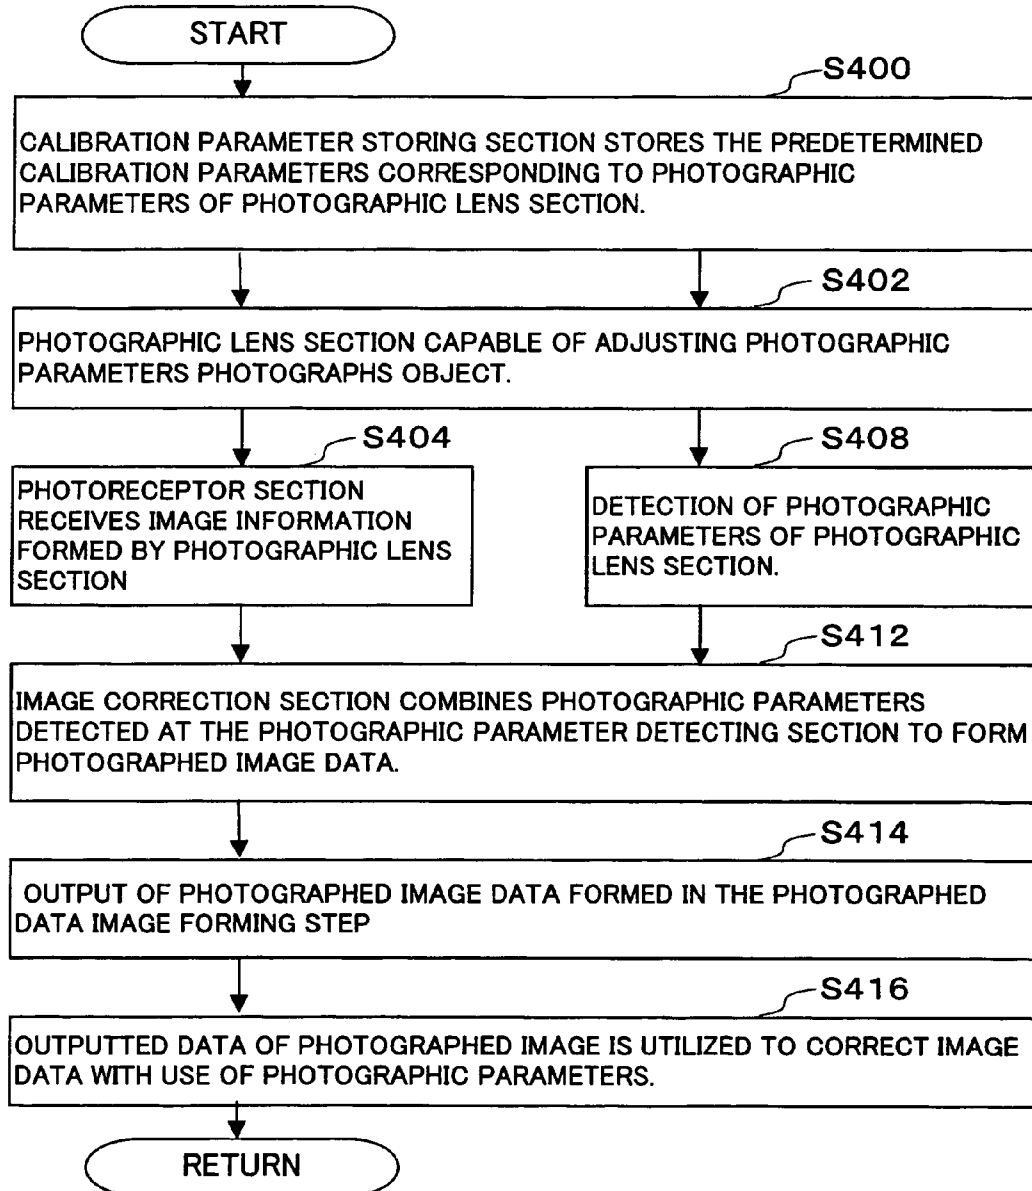 START
S400
CALIBRATION PARAMETER STORING SECTION STORES THE PREDETERMINED
CALIBRATION PARAMETERS CORRESPONDING TO PHOTOGRAPHIC
PARAMETERS OF PHOTOGRAPHIC LENS SECTION.
S402
PHOTOGRAPHIC LENS SECTION CAPABLE OF ADJUSTING PHOTOGRAPHIC
PARAMETERS PHOTOGRAPHS OBJECT.
S404
PHOTORECEPTOR SECTION
RECEIVES IMAGE INFORMATION
FORMED BY PHOTOGRAPHIC LENS
SECTION
S408
DETECTION OF PHOTOGRAPHIC
PARAMETERS OF PHOTOGRAPHIC
LENS SECTION.
S412
IMAGE CORRECTION SECTION COMBINES PHOTOGRAPHIC PARAMETERS
DETECTED AT THE PHOTOGRAPHIC PARAMETER DETECTING SECTION TO FORM
PHOTOGRAPHED IMAGE DATA.
S414
OUTPUT OF PHOTOGRAPHED IMAGE DATA FORMED IN THE PHOTOGRAPHED
DATA IMAGE FORMING STEP
S416
OUTPUTTED DATA OF PHOTOGRAPHED IMAGE IS UTILIZED TO CORRECT IMAGE
DATA WITH USE OF PHOTOGRAPHIC PARAMETERS.
RETURN